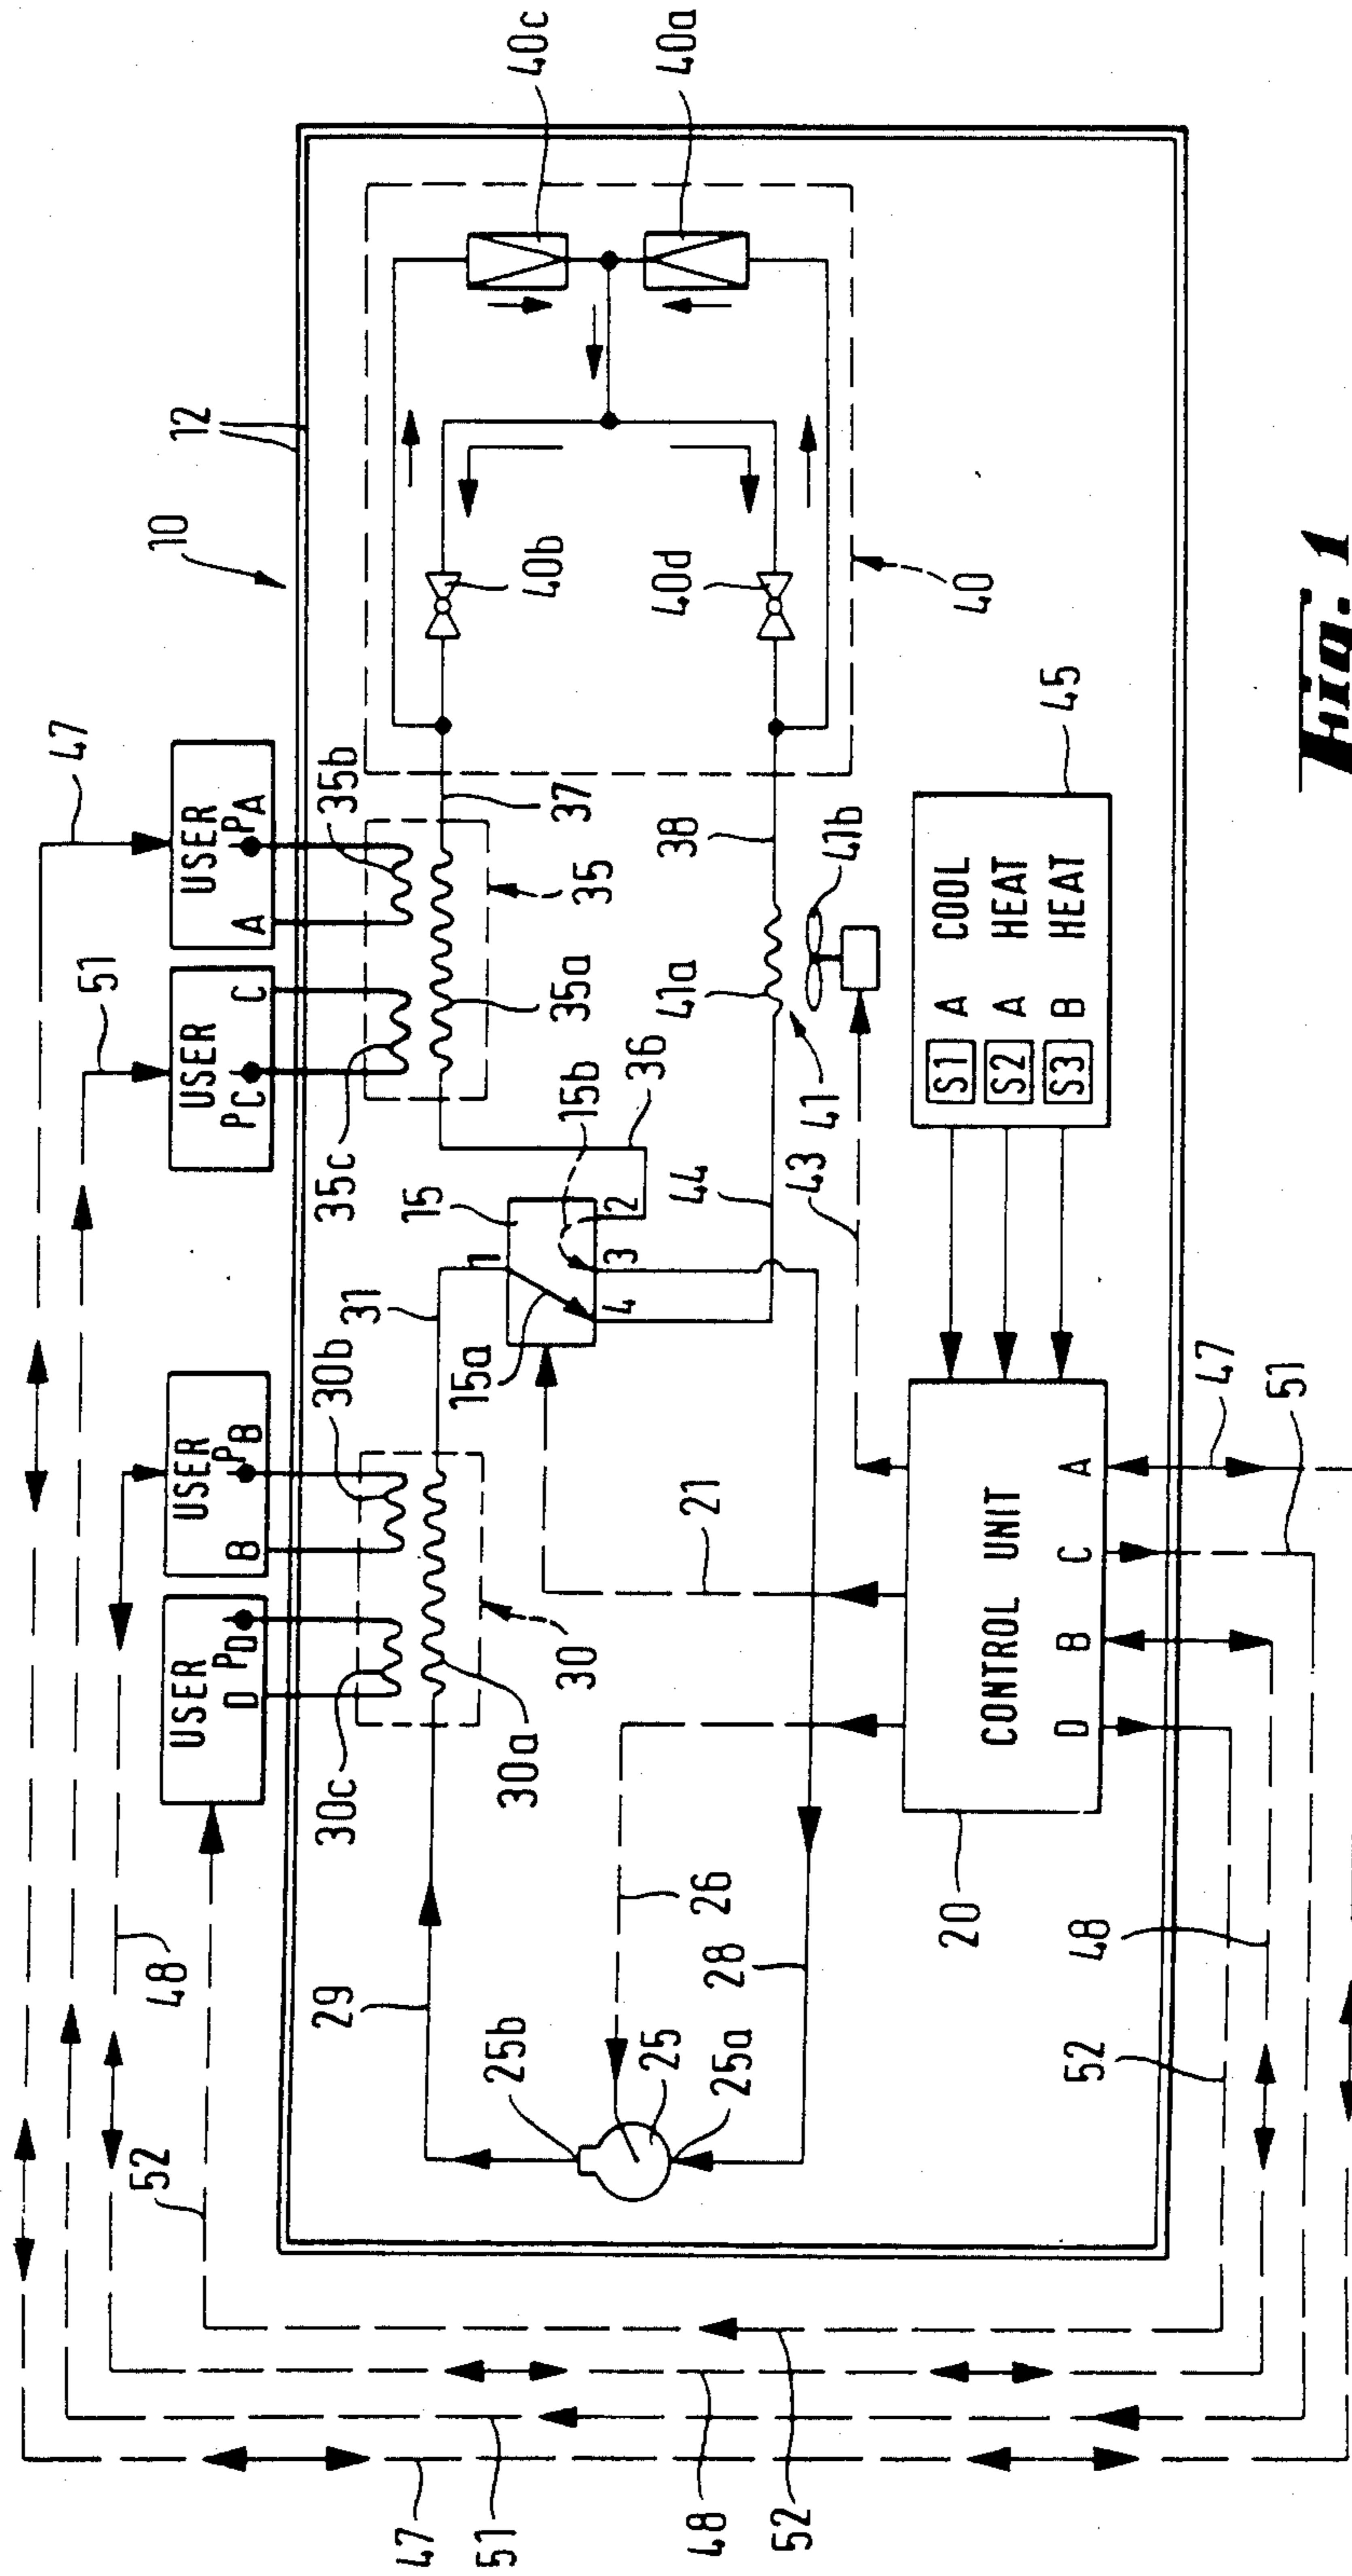 47
51
48
52
USER
D PD
USER
B PB
USER
PC C
USER
A PA
47
51
10
12
30c
30b
35c
35b
29
31
30a
30
15
1
15a
4
3
2
15b
36
35a
35
37
40b
40d
40
40c
40a
25b
25
25a
26
28
21
44
43
41
41a
41b
38
20
CONTROL UNIT
D B C A
S1 A COOL
S2 A HEAT
S3 B HEAT
45
47
51
48
52
47
51
48
52
Fig. 1